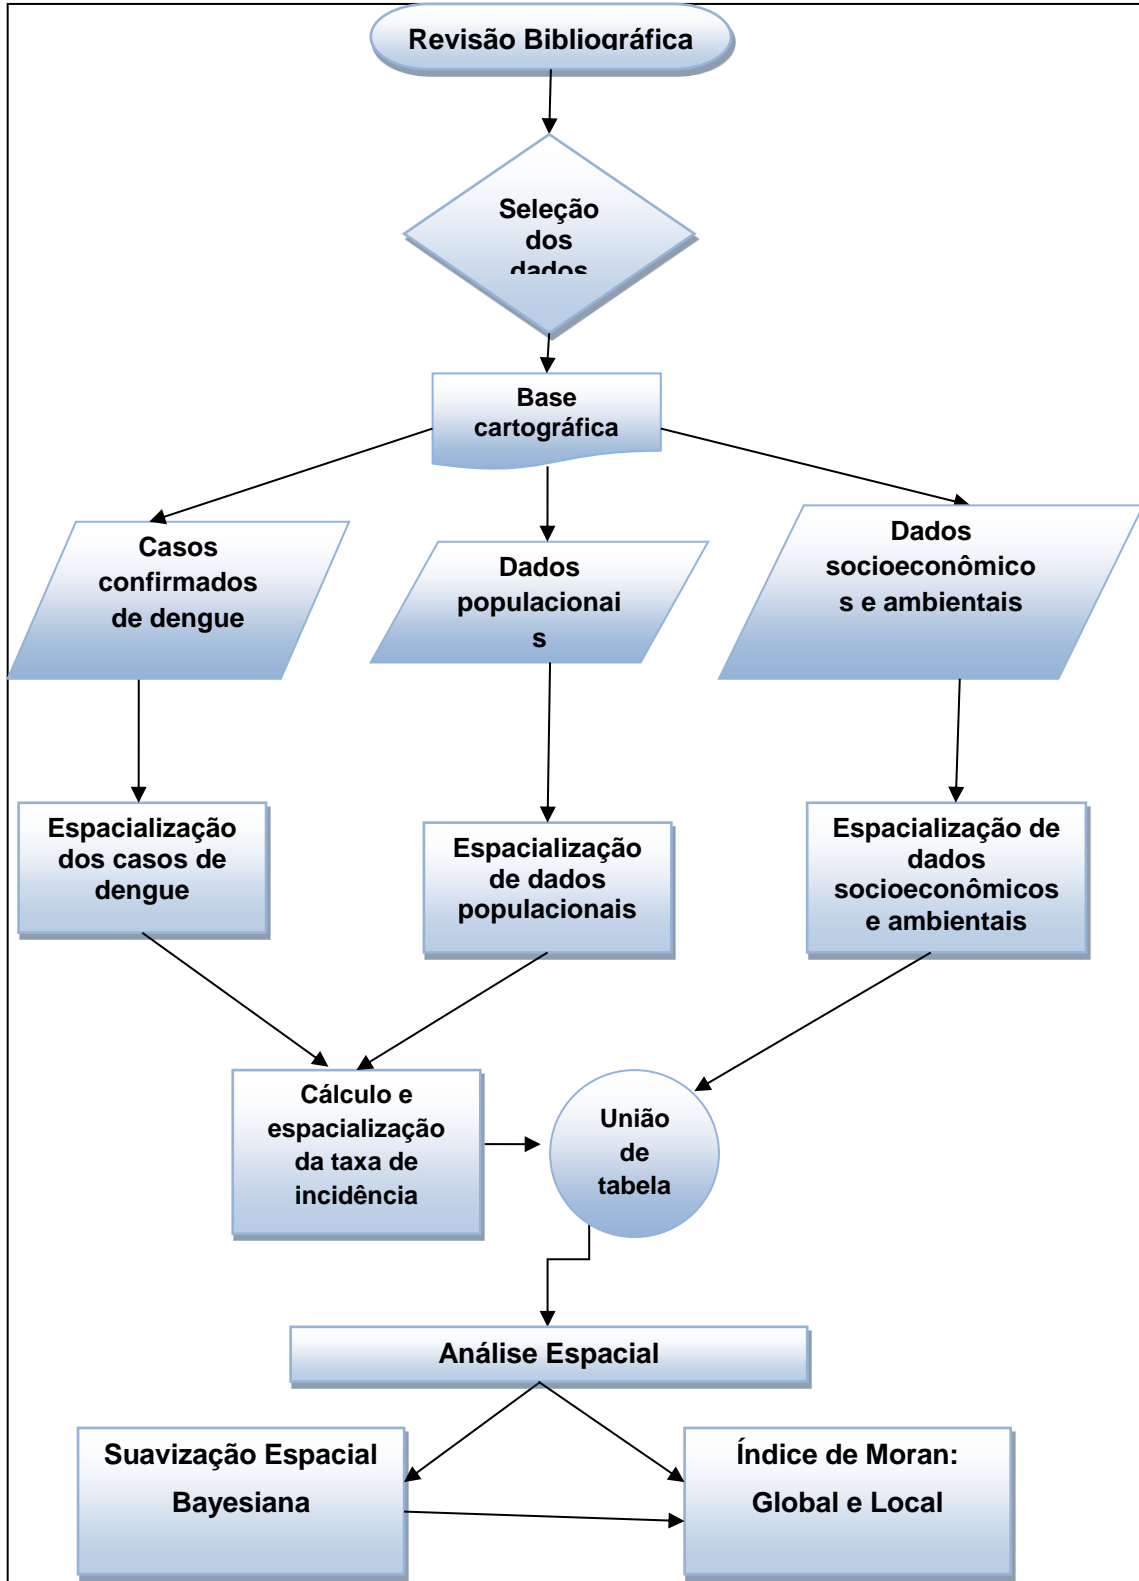 Revisão Bibliográfica
Seleção
dos
dados
Base
cartográfica
Casos
confirmados
de dengue
Dados
populacionai
s
Dados
socioeconômico
s e ambientais
Espacialização
dos casos de
dengue
Espacialização
de dados
populacionais
Espacialização de
dados
socioeconômicos
e ambientais
Cálculo e
espacialização
da taxa de
incidência
União
de
tabela
Análise Espacial
Suavização Espacial
Bayesiana
Índice de Moran:
Global e Local